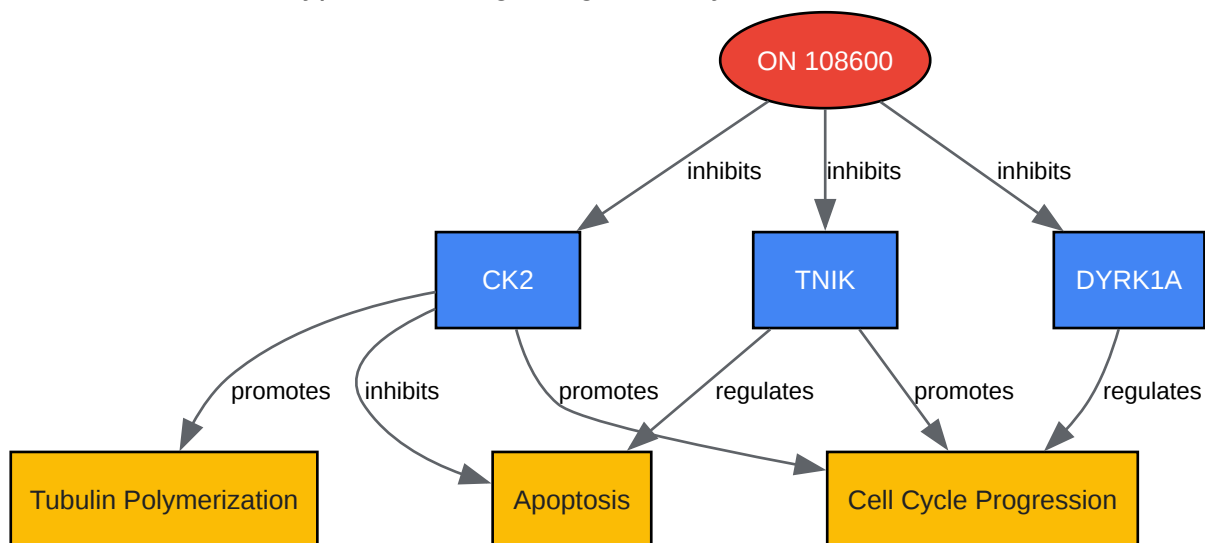 ON 108600
inhibits
inhibits
inhibits
CK2
TNIK
DYRK1A
promotes
inhibits
promotes
regulates
promotes
regulates
Tubulin Polymerization
Apoptosis
Cell Cycle Progression